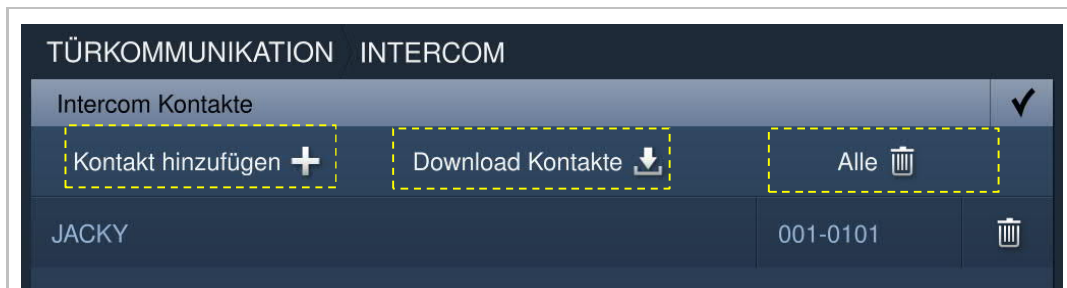 TÜRKOMMUNIKATION INTERCOM
Intercom Kontakte
Kontakt hinzufügen Download Kontakte Alle
JACKY 001-0101